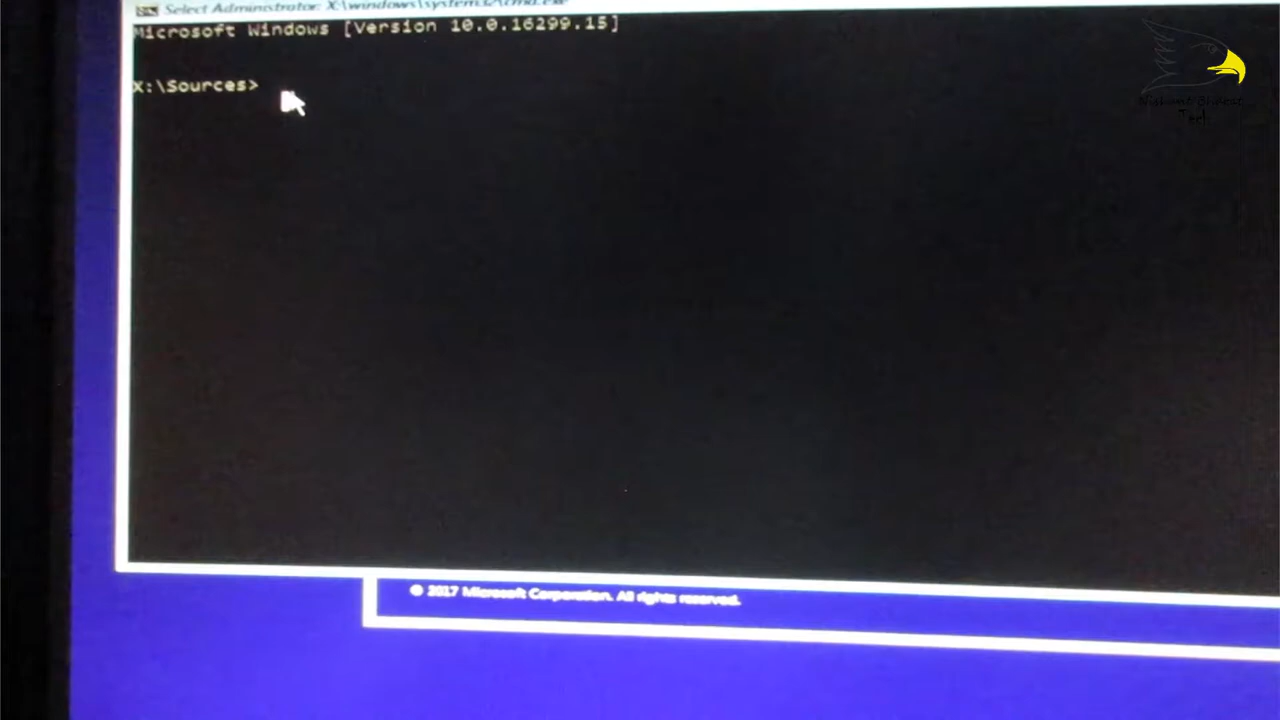 Select Administrator: X:\windows\system32\cmd.exe
Microsoft Windows [Version 10.0.16299.15]
X:\Sources>
© 2017 Microsoft Corporation. All rights reserved.
Tech